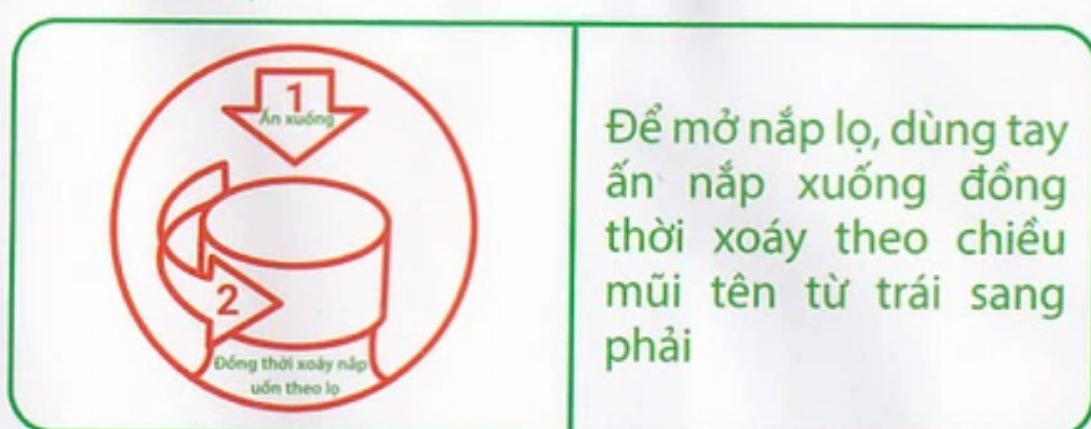 1
Ấn xuống
2
Đồng thời xoáy nắp
uốn theo lọ
Để mở nắp lọ, dùng tay
ấn nắp xuống đồng
thời xoáy theo chiều
mũi tên từ trái sang
phải